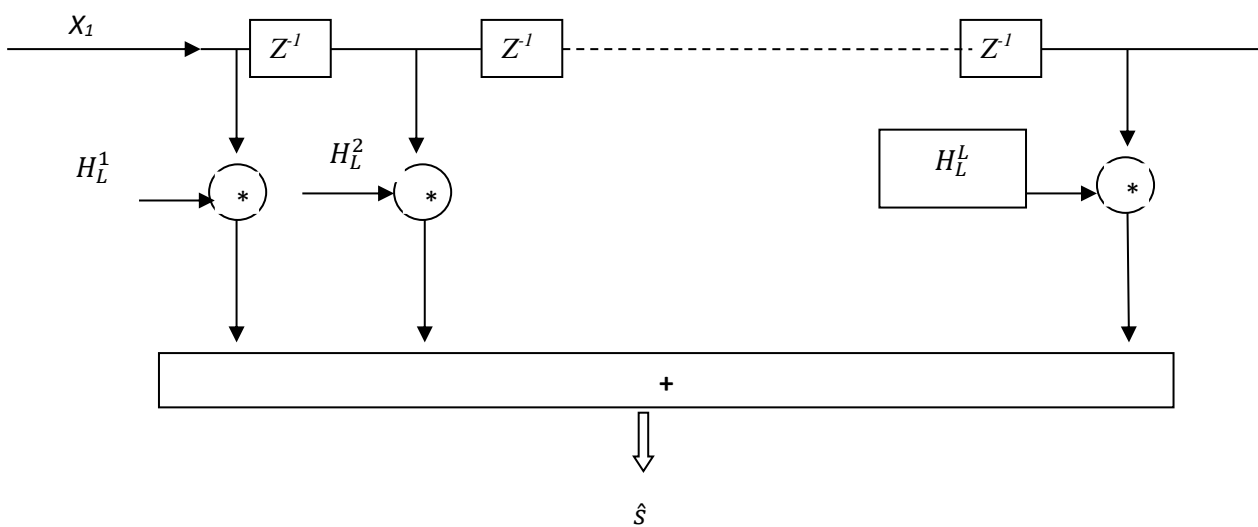 X₁
Z⁻¹ Z⁻¹ Z⁻¹
H_L^1 H_L^2 H_L^L
* * *
+
ŝ